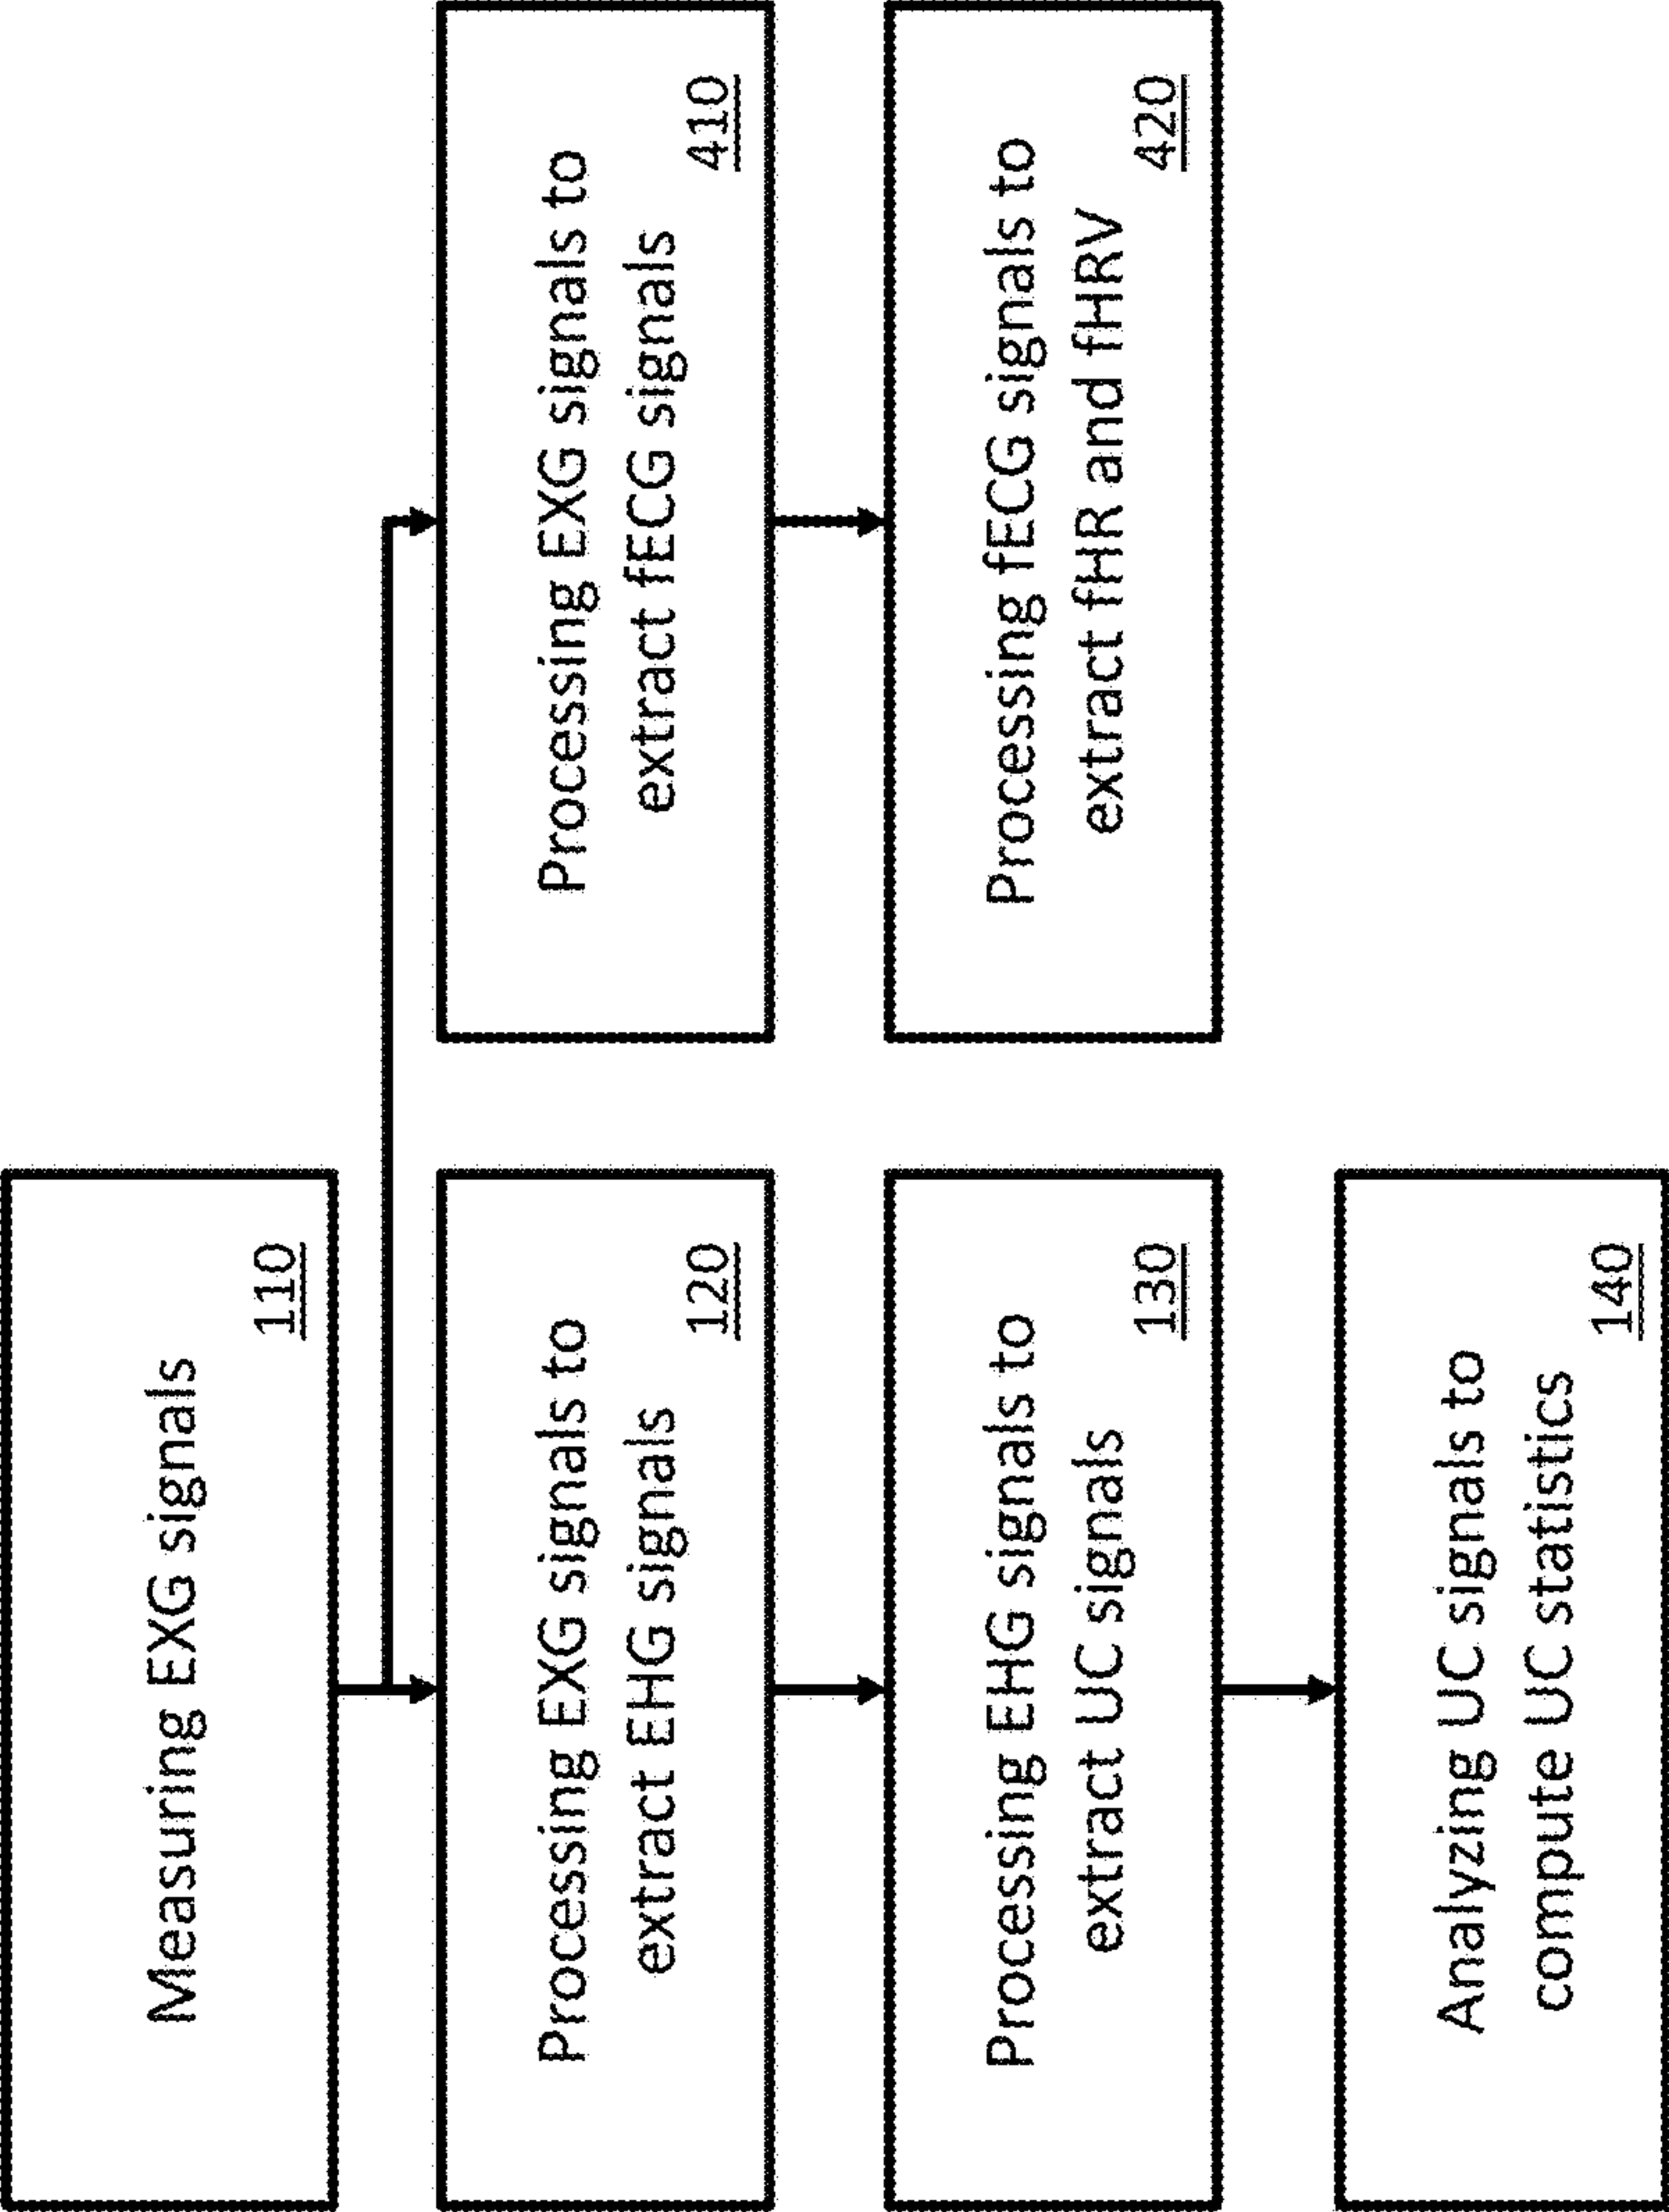 Measuring EXG signals
110
Processing EXG signals to
extract EHG signals
120
Processing EHG signals to
extract UC signals
130
Analyzing UC signals to
compute UC statistics
140
Processing EXG signals to
extract fECG signals
410
Processing fECG signals to
extract fHR and fHRV
420